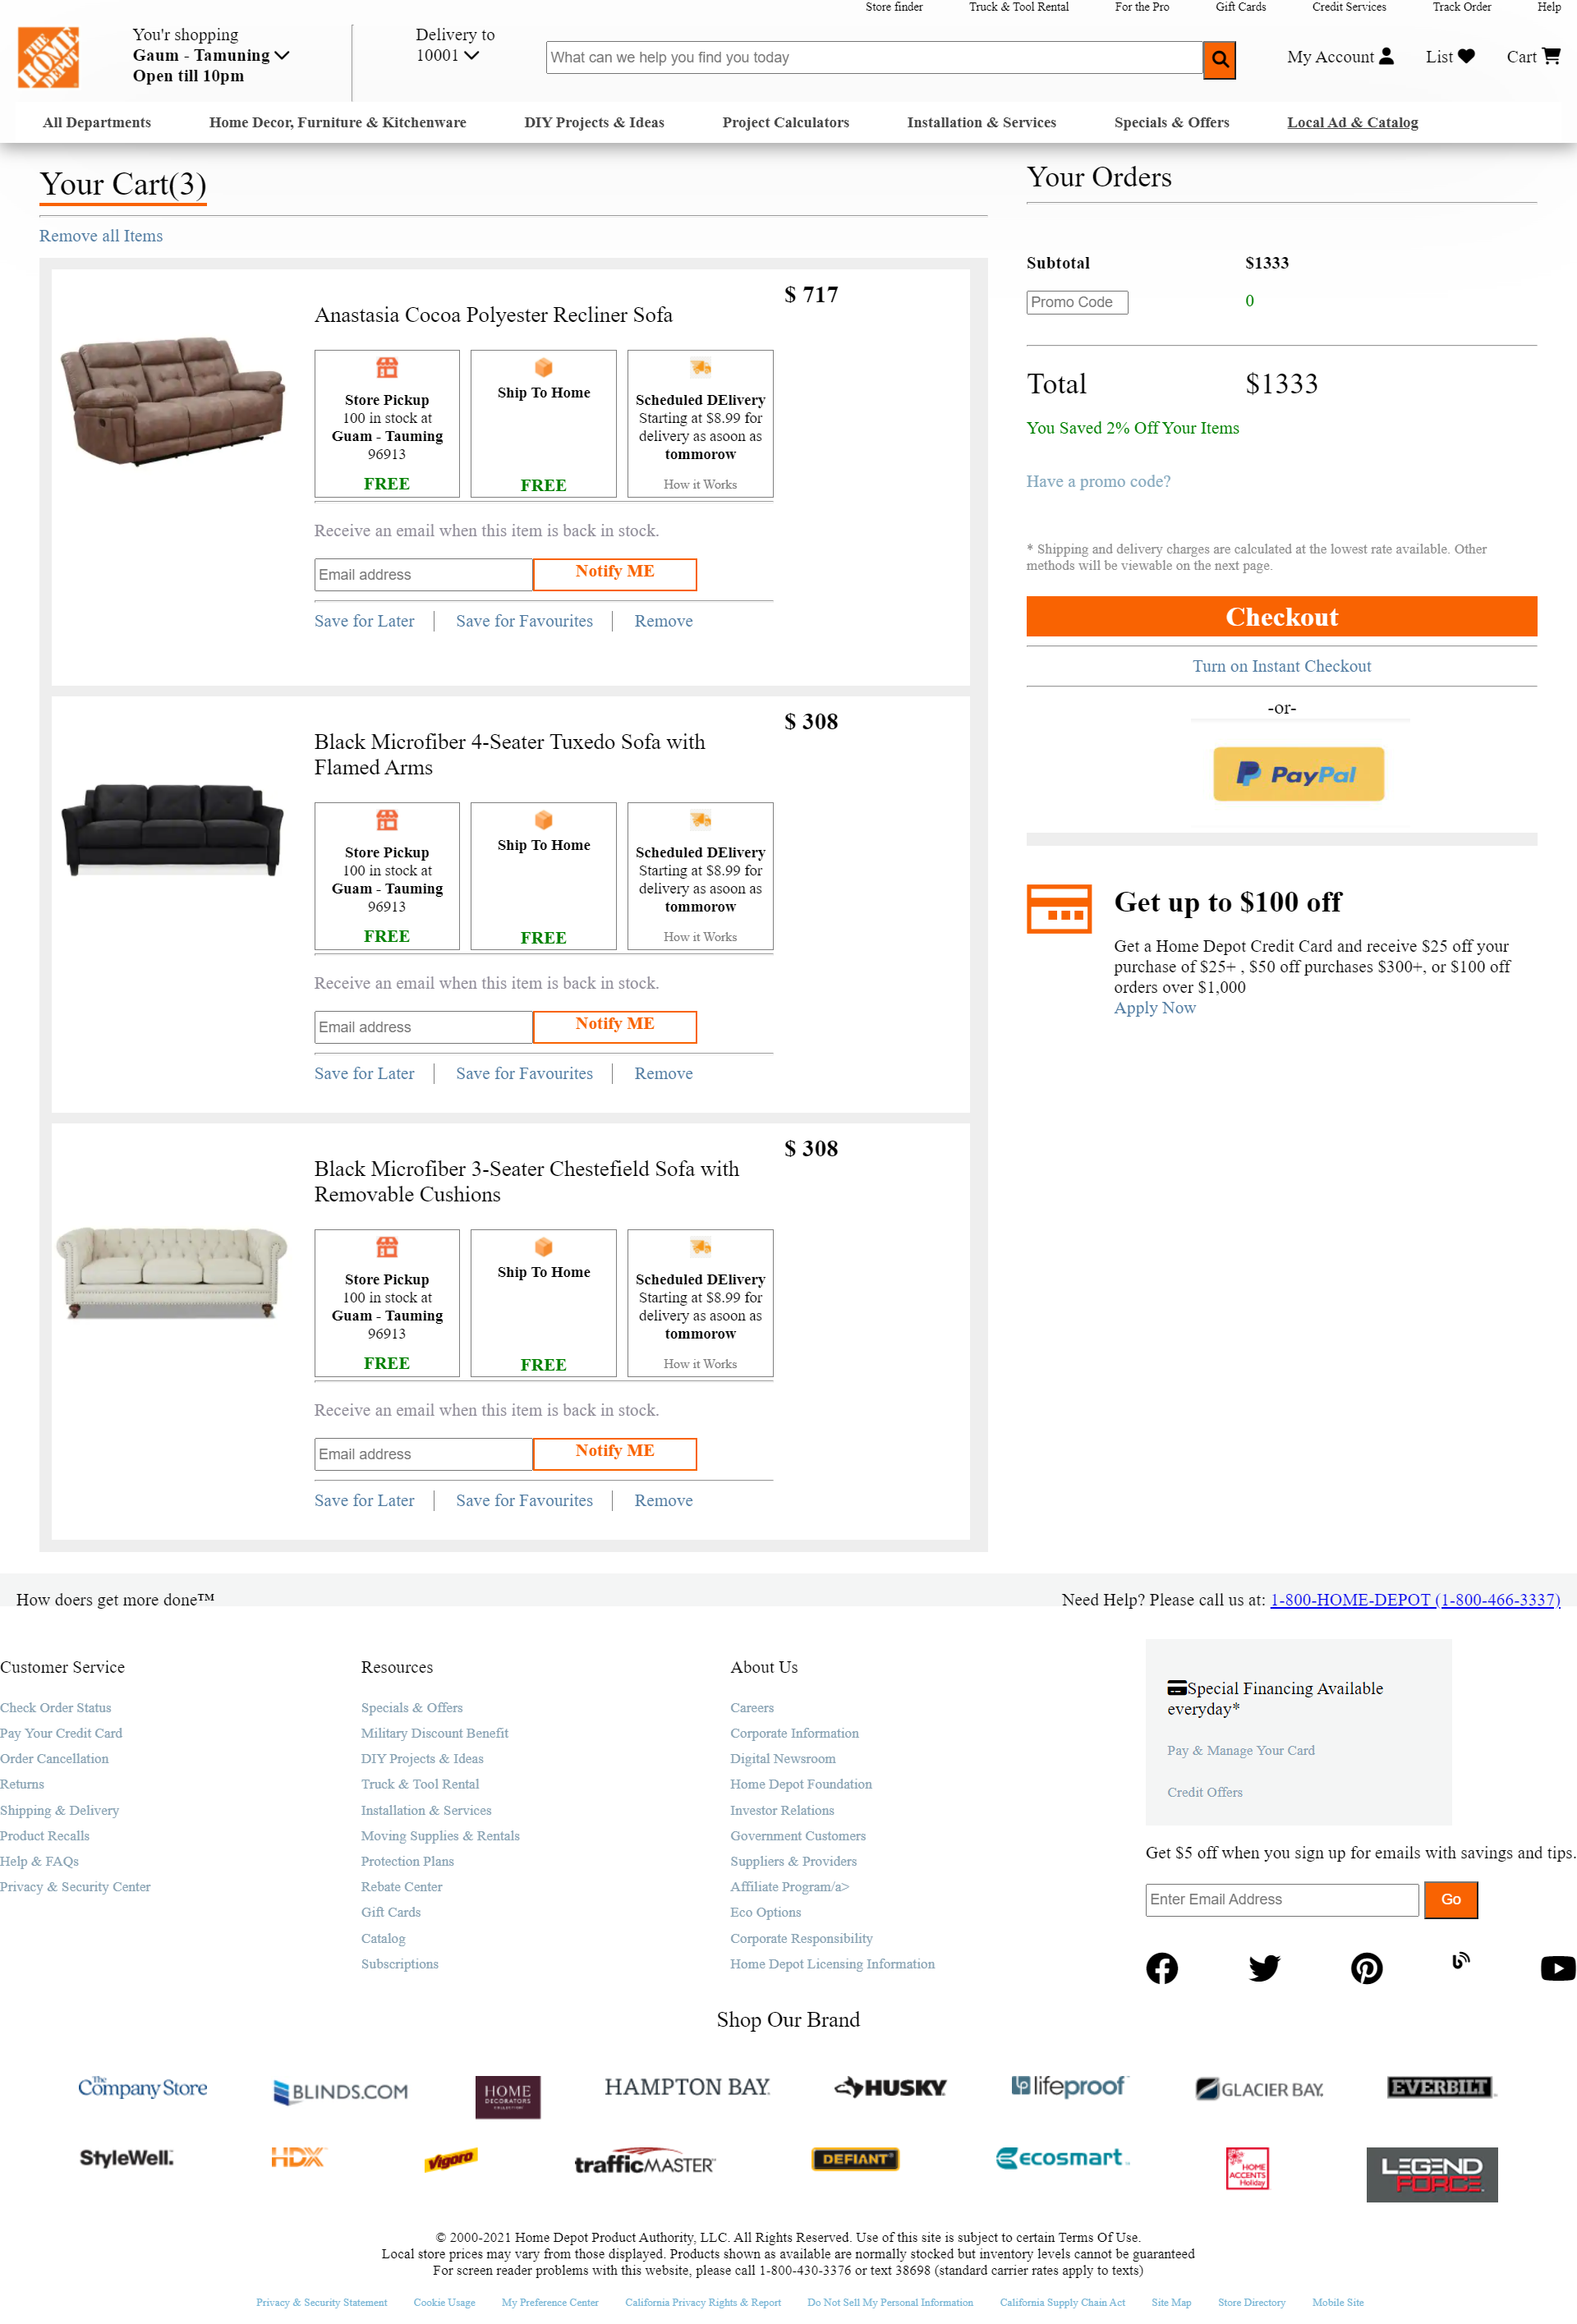 Store finder Truck & Tool Rental For the Pro Gift Cards Credit Services Track Order Help
THE HOME DEPOT
You'r shopping
Gaum - Tamuning
Open till 10pm
Delivery to
10001
What can we help you find you today
My Account List Cart
All Departments Home Decor, Furniture & Kitchenware DIY Projects & Ideas Project Calculators Installation & Services Specials & Offers Local Ad & Catalog
Your Cart(3)
Remove all Items
$ 717
Anastasia Cocoa Polyester Recliner Sofa
Store Pickup
100 in stock at
Guam - Tauming
96913
FREE
Ship To Home
FREE
Scheduled DElivery
Starting at $8.99 for
delivery as asoon as
tommorow
How it Works
Receive an email when this item is back in stock.
Email address Notify ME
Save for Later Save for Favourites Remove
$ 308
Black Microfiber 4-Seater Tuxedo Sofa with
Flamed Arms
Store Pickup
100 in stock at
Guam - Tauming
96913
FREE
Ship To Home
FREE
Scheduled DElivery
Starting at $8.99 for
delivery as asoon as
tommorow
How it Works
Receive an email when this item is back in stock.
Email address Notify ME
Save for Later Save for Favourites Remove
$ 308
Black Microfiber 3-Seater Chestefield Sofa with
Removable Cushions
Store Pickup
100 in stock at
Guam - Tauming
96913
FREE
Ship To Home
FREE
Scheduled DElivery
Starting at $8.99 for
delivery as asoon as
tommorow
How it Works
Receive an email when this item is back in stock.
Email address Notify ME
Save for Later Save for Favourites Remove
Your Orders
Subtotal $1333
Promo Code 0
Total $1333
You Saved 2% Off Your Items
Have a promo code?
* Shipping and delivery charges are calculated at the lowest rate available. Other
methods will be viewable on the next page.
Checkout
Turn on Instant Checkout
-or-
PayPal
Get up to $100 off
Get a Home Depot Credit Card and receive $25 off your
purchase of $25+ , $50 off purchases $300+, or $100 off
orders over $1,000
Apply Now
How doers get more done™
Need Help? Please call us at: 1-800-HOME-DEPOT (1-800-466-3337)
Customer Service
Check Order Status
Pay Your Credit Card
Order Cancellation
Returns
Shipping & Delivery
Product Recalls
Help & FAQs
Privacy & Security Center
Resources
Specials & Offers
Military Discount Benefit
DIY Projects & Ideas
Truck & Tool Rental
Installation & Services
Moving Supplies & Rentals
Protection Plans
Rebate Center
Gift Cards
Catalog
Subscriptions
About Us
Careers
Corporate Information
Digital Newsroom
Home Depot Foundation
Investor Relations
Government Customers
Suppliers & Providers
Affiliate Program/a>
Eco Options
Corporate Responsibility
Home Depot Licensing Information
Special Financing Available
everyday*
Pay & Manage Your Card
Credit Offers
Get $5 off when you sign up for emails with savings and tips.
Enter Email Address Go
Shop Our Brand
The Company Store BLINDS.COM HOME DECORATORS COLLECTION HAMPTON BAY HUSKY lifeproof GLACIER BAY EVERBILT
StyleWell HDX Vigoro trafficMASTER DEFIANT ecosmart HOME ACCENTS Holiday LEGEND FORCE
© 2000-2021 Home Depot Product Authority, LLC. All Rights Reserved. Use of this site is subject to certain Terms Of Use.
Local store prices may vary from those displayed. Products shown as available are normally stocked but inventory levels cannot be guaranteed
For screen reader problems with this website, please call 1-800-430-3376 or text 38698 (standard carrier rates apply to texts)
Privacy & Security Statement Cookie Usage My Preference Center California Privacy Rights & Report Do Not Sell My Personal Information California Supply Chain Act Site Map Store Directory Mobile Site